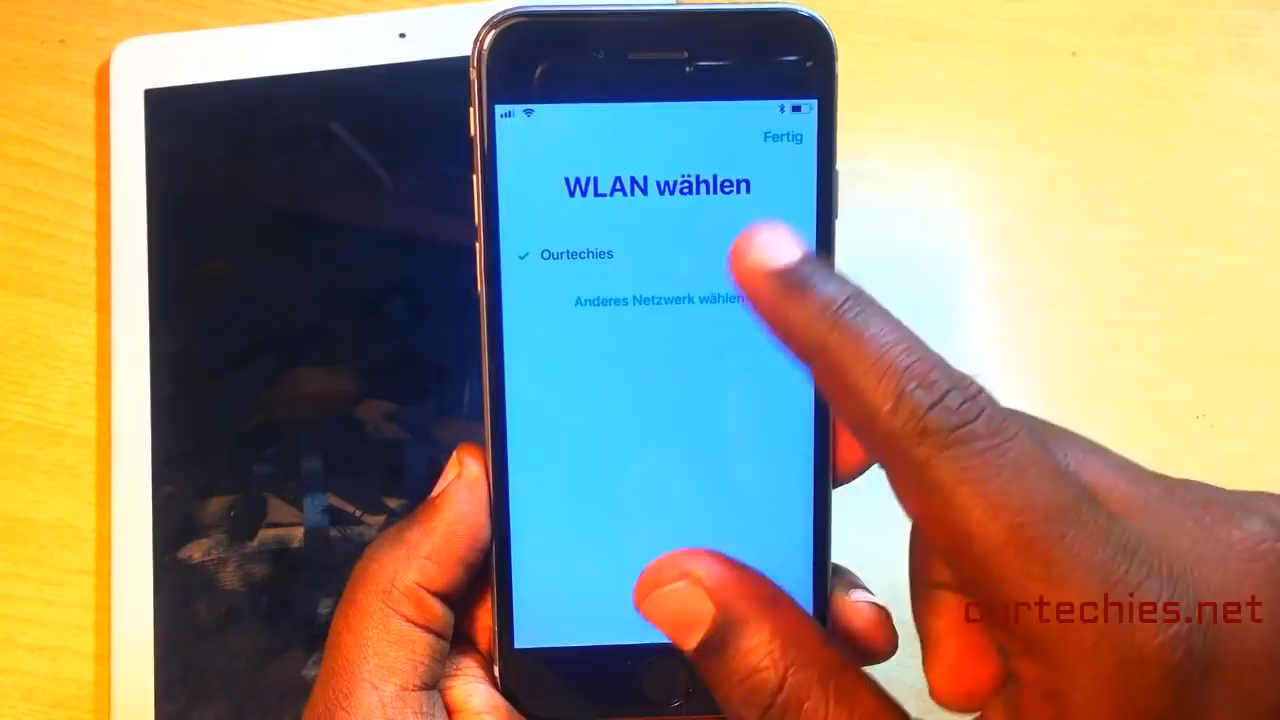 Fertig
WLAN wählen
Ourtechies
Anderes Netzwerk wählen
ourtechies.net